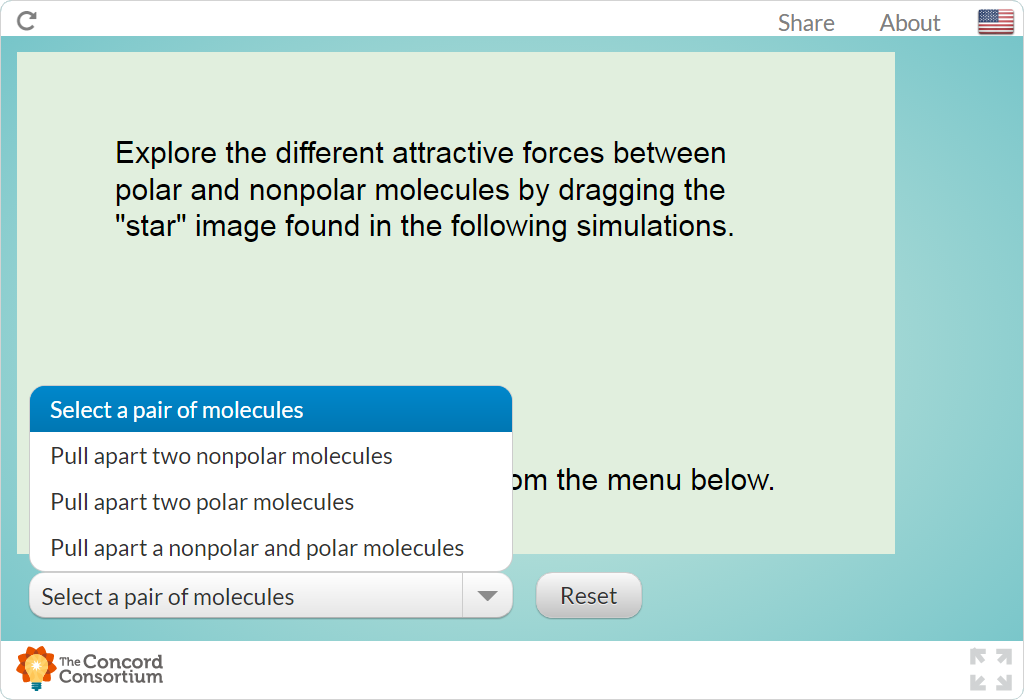 Share About
Explore the different attractive forces between
polar and nonpolar molecules by dragging the
"star" image found in the following simulations.
Select a pair of molecules
Pull apart two nonpolar molecules
the menu below.
Pull apart two polar molecules
Pull apart a nonpolar and polar molecules
Select a pair of molecules
Reset
The Concord
Consortium